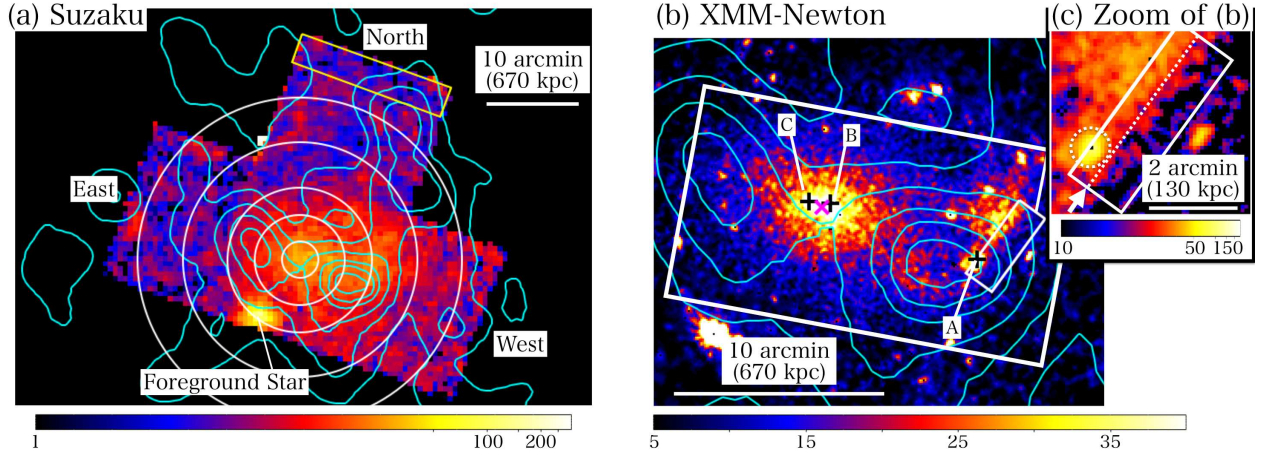 (a) Suzaku
North
10 arcmin
(670 kpc)
East
West
Foreground Star
1
100
200
(b) XMM-Newton
C
B
A
10 arcmin
(670 kpc)
5
15
25
35
(c) Zoom of (b)
2 arcmin
(130 kpc)
10
50
150